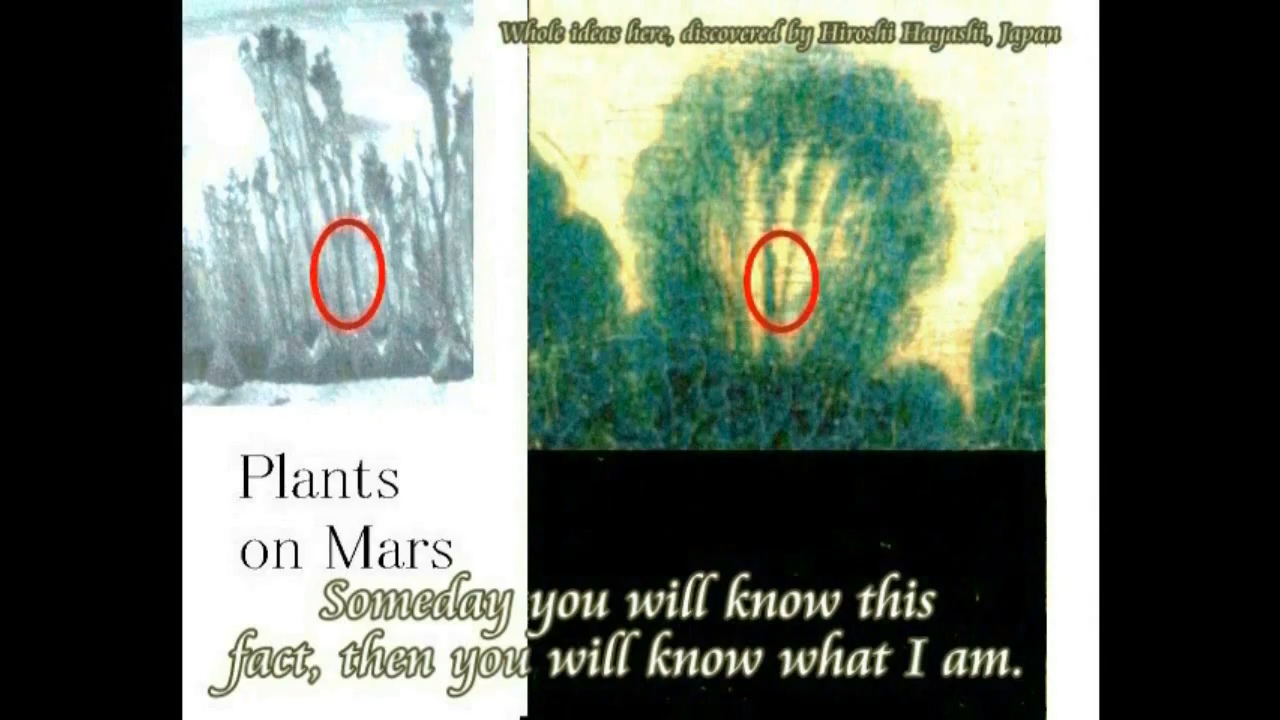 Whole ideas here, discovered by Hiroshi Hayashi, Japan
Plants
on Mars
Someday you will know this
fact, then you will know what I am.